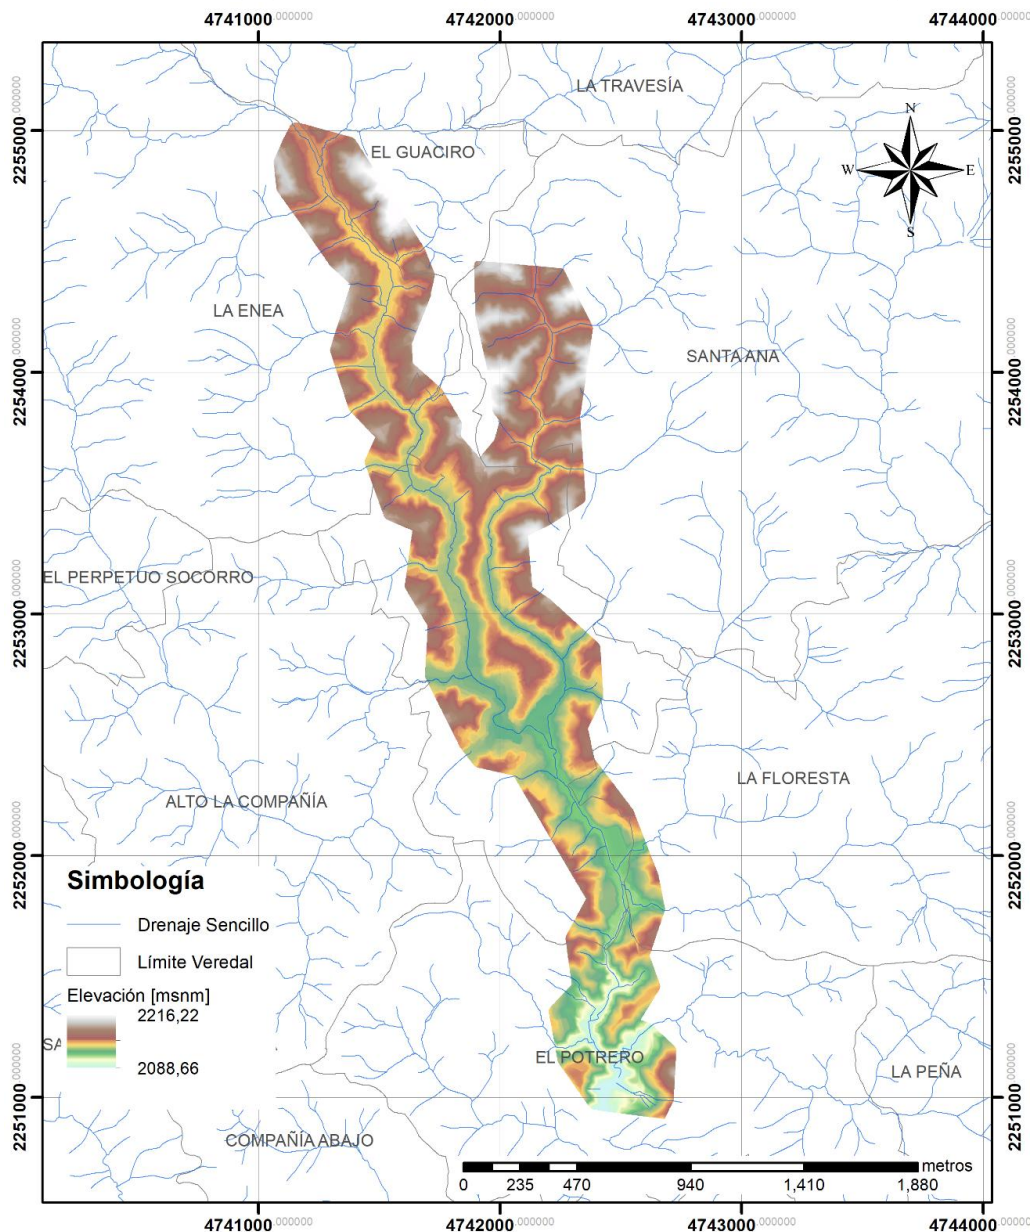 4741000.000000 4742000.000000 4743000.000000 4744000.000000
LA TRAVESÍA
N
2255000.000000 2255000.000000
EL GUACIRO
W E
S
LA ENEA
SANTA ANA
2254000.000000 2254000.000000
EL PERPETUO SOCORRO
2253000.000000 2253000.000000
LA FLORESTA
ALTO LA COMPAÑÍA
2252000.000000 2252000.000000
Simbología
Drenaje Sencillo
Límite Veredal
Elevación [msnm]
2216,22
SA
2088,66
EL POTRERO
LA PEÑA
2251000.000000 2251000.000000
COMPAÑÍA ABAJO
metros
0 235 470 940 1,410 1,880
4741000.000000 4742000.000000 4743000.000000 4744000.000000